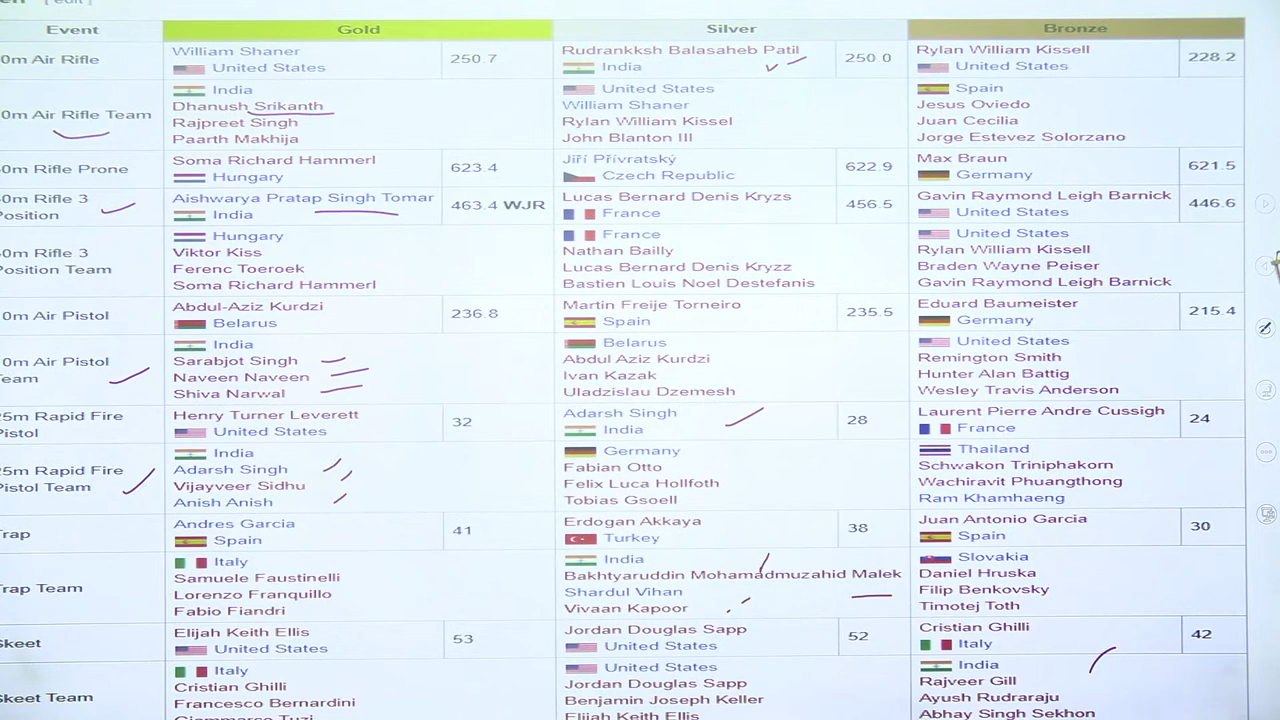 [ edit ]
Event Gold Silver Bronze
0m Air Rifle
William Shaner
United States
250.7
Rudrankksh Balasaheb Patil
India
250.0
Rylan William Kissell
United States
228.2
0m Air Rifle Team
India
Dhanush Srikanth
Rajpreet Singh
Paarth Makhija
United States
William Shaner
Rylan William Kissel
John Blanton III
Spain
Jesus Oviedo
Juan Cecilia
Jorge Estevez Solorzano
50m Rifle Prone
Soma Richard Hammerl
Hungary
623.4
Jiří Přívratský
Czech Republic
622.9
Max Braun
Germany
621.5
50m Rifle 3
Position
Aishwarya Pratap Singh Tomar
India
463.4 WJR
Lucas Bernard Denis Kryzs
France
456.5
Gavin Raymond Leigh Barnick
United States
446.6
50m Rifle 3
Position Team
Hungary
Viktor Kiss
Ferenc Toeroek
Soma Richard Hammerl
France
Nathan Bailly
Lucas Bernard Denis Kryzz
Bastien Louis Noel Destefanis
United States
Rylan William Kissell
Braden Wayne Peiser
Gavin Raymond Leigh Barnick
10m Air Pistol
Abdul-Aziz Kurdzi
Belarus
236.8
Martin Freije Torneiro
Spain
235.5
Eduard Baumeister
Germany
215.4
10m Air Pistol
Team
India
Sarabjot Singh
Naveen Naveen
Shiva Narwal
Belarus
Abdul Aziz Kurdzi
Ivan Kazak
Uladzislau Dzemesh
United States
Remington Smith
Hunter Alan Battig
Wesley Travis Anderson
25m Rapid Fire
Pistol
Henry Turner Leverett
United States
32
Adarsh Singh
India
28
Laurent Pierre Andre Cussigh
France
24
25m Rapid Fire
Pistol Team
India
Adarsh Singh
Vijayveer Sidhu
Anish Anish
Germany
Fabian Otto
Felix Luca Hollfoth
Tobias Gsoell
Thailand
Schwakon Triniphakorn
Wachiravit Phuangthong
Ram Khamhaeng
Trap
Andres Garcia
Spain
41
Erdogan Akkaya
Turkey
38
Juan Antonio Garcia
Spain
30
Trap Team
Italy
Samuele Faustinelli
Lorenzo Franquillo
Fabio Fiandri
India
Bakhtyaruddin Mohamadmuzahid Malek
Shardul Vihan
Vivaan Kapoor
Slovakia
Daniel Hruska
Filip Benkovsky
Timotej Toth
Skeet
Elijah Keith Ellis
United States
53
Jordan Douglas Sapp
United States
52
Cristian Ghilli
Italy
42
Skeet Team
Italy
Cristian Ghilli
Francesco Bernardini
Giammarco Tuzi
United States
Jordan Douglas Sapp
Benjamin Joseph Keller
Elijah Keith Ellis
India
Rajveer Gill
Ayush Rudraraju
Abhay Singh Sekhon